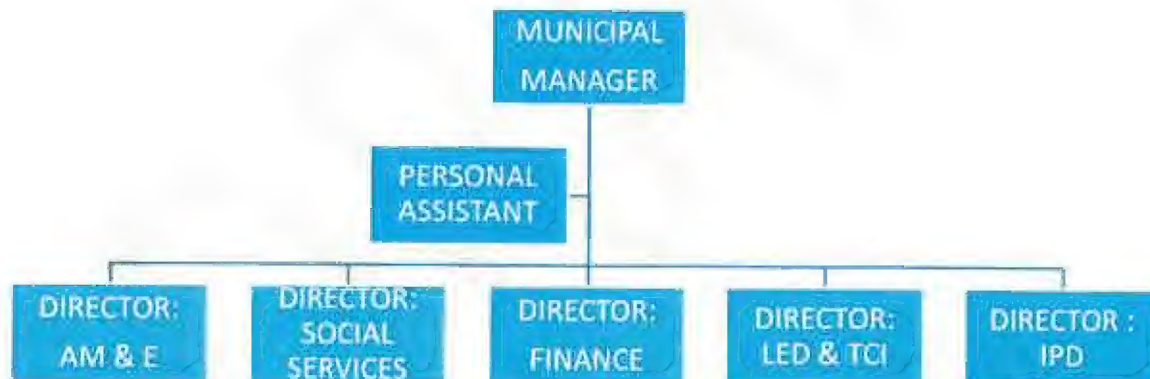 MUNICIPAL
MANAGER
PERSONAL
ASSISTANT
DIRECTOR:
AM & E
DIRECTOR:
SOCIAL
SERVICES
DIRECTOR:
FINANCE
DIRECTOR:
LED & TCI
DIRECTOR :
IPD